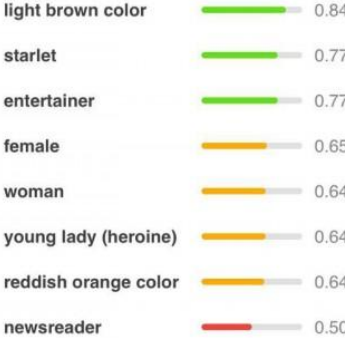 light brown color 0.84
starlet 0.77
entertainer 0.77
female 0.65
woman 0.64
young lady (heroine) 0.64
reddish orange color 0.64
newsreader 0.50